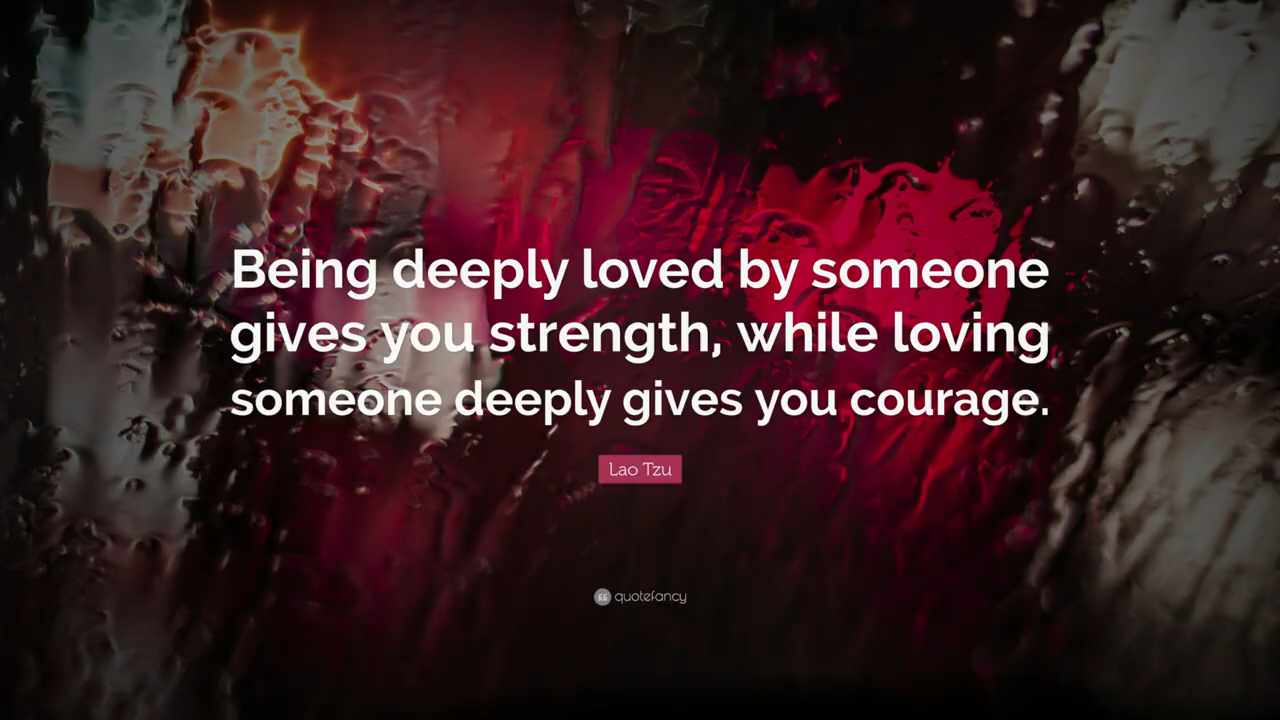 Being deeply loved by someone
gives you strength, while loving
someone deeply gives you courage.
Lao Tzu
quotefancy